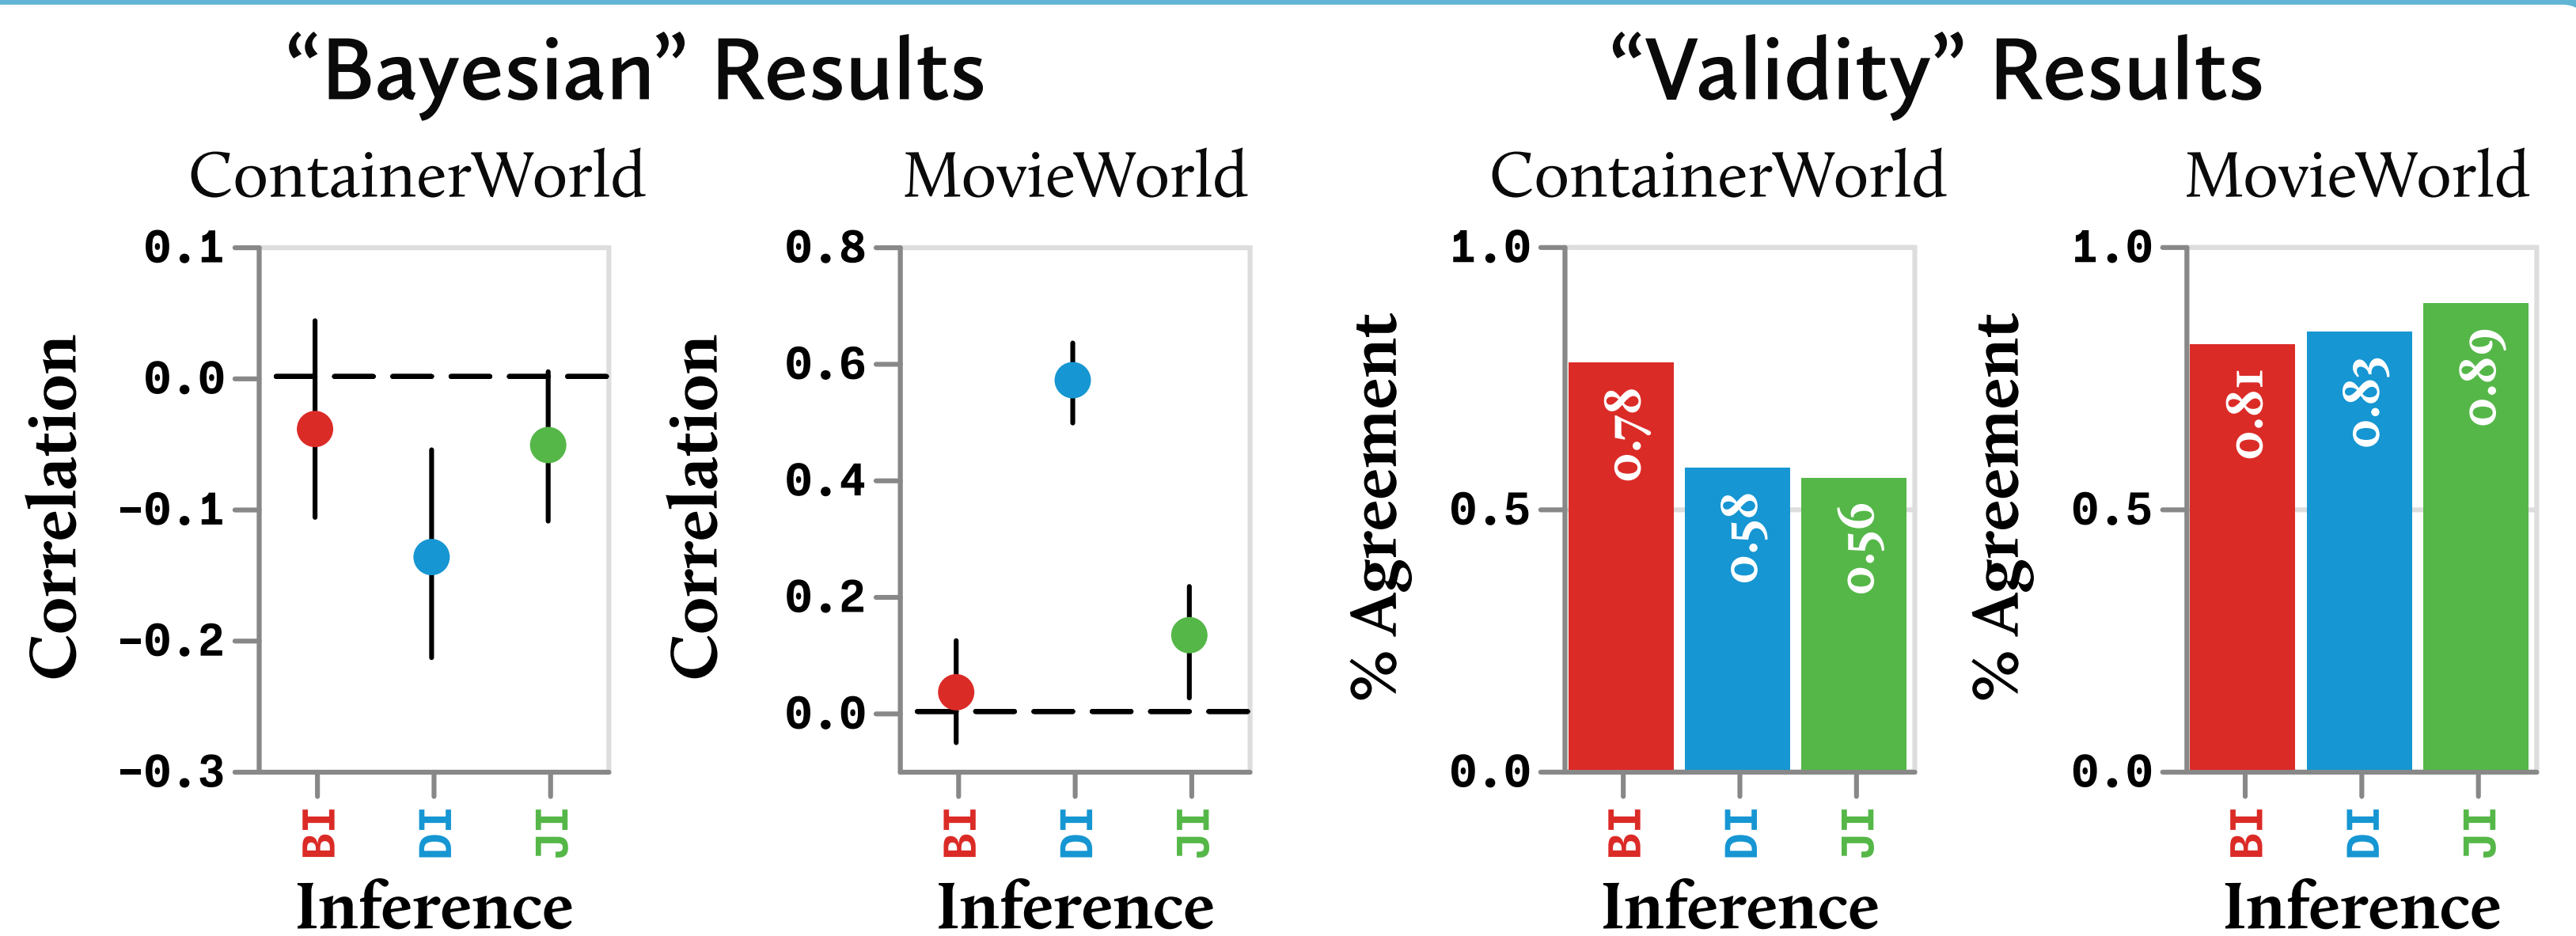 “Bayesian” Results
ContainerWorld
Correlation
0.1
0.0
−0.1
−0.2
−0.3
BI
DI
JI
Inference
MovieWorld
Correlation
0.8
0.6
0.4
0.2
0.0
BI
DI
JI
Inference
“Validity” Results
ContainerWorld
% Agreement
1.0
0.5
0.0
0.78
0.58
0.56
BI
DI
JI
Inference
MovieWorld
% Agreement
1.0
0.5
0.0
0.81
0.83
0.89
BI
DI
JI
Inference